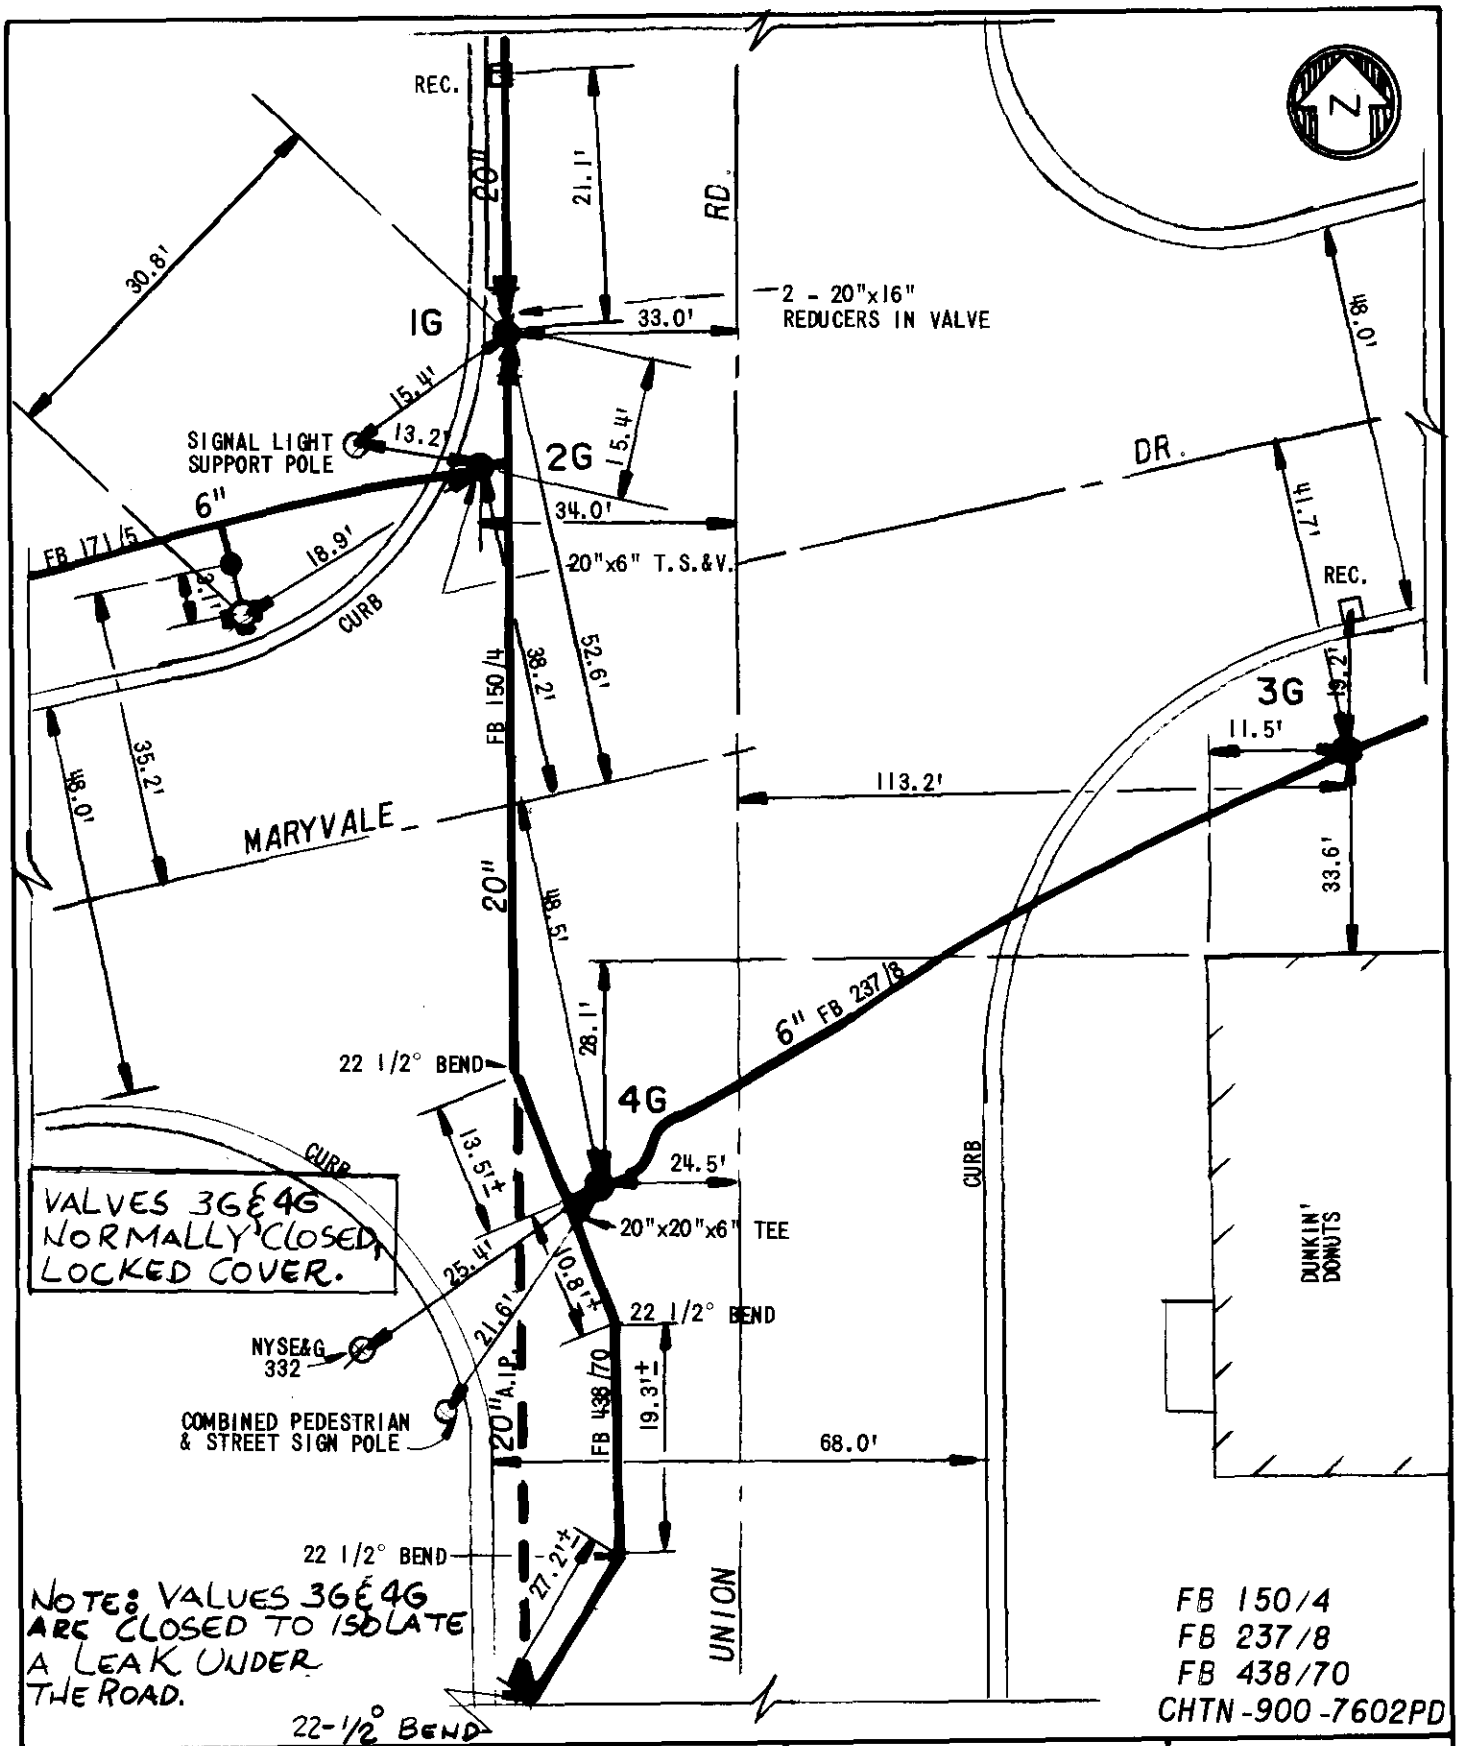 REC.
20"
21.1'
RD.
Z
30.8'
2 - 20"x16"
REDUCERS IN VALVE
1G
33.0'
48.0'
15.4'
15.4'
SIGNAL LIGHT
SUPPORT POLE
13.2'
2G
DR.
41.7'
6"
34.0'
FB 171/5
18.9'
20"x6" T.S.&V.
3.1'
REC.
CURB
52.6'
38.2'
FB 150/4
19.2'
3G
11.5'
35.2'
48.0'
113.2'
MARYVALE
33.6'
20"
48.5'
6" FB 237/8
28.1'
22 1/2° BEND
4G
13.5'±
24.5'
CURB
CURB
VALVES 3G & 4G
NORMALLY CLOSED,
LOCKED COVER.
20"x20"x6" TEE
25.4'
10.8'±
DUNKIN'
DONUTS
21.6'
22 1/2° BEND
NYSE&G
332
20" A.I.P.
FB 438/70
19.3'±
COMBINED PEDESTRIAN
& STREET SIGN POLE
68.0'
22 1/2° BEND
27.2'±
UNION
NOTE: VALUES 3G & 4G
ARE CLOSED TO ISOLATE
A LEAK UNDER
THE ROAD.
22-1/2° BEND
FB 150/4
FB 237/8
FB 438/70
CHTN-900-7602PD